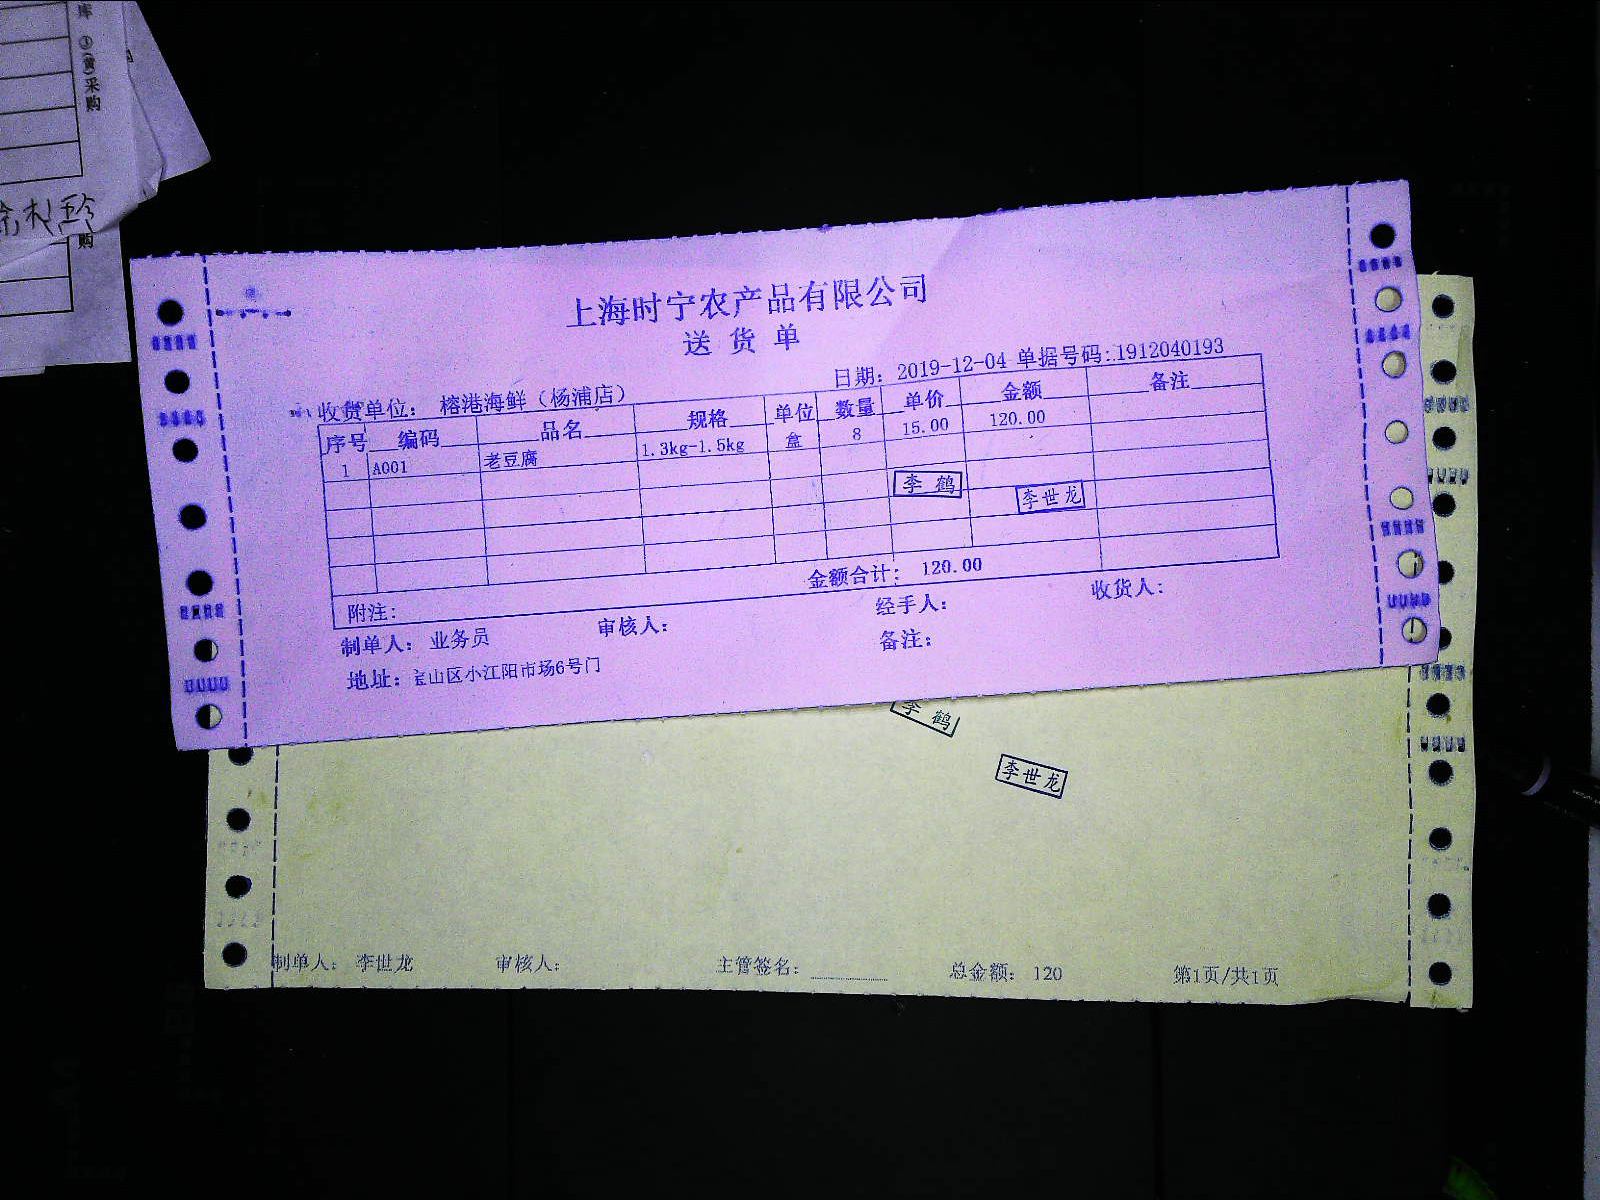 库 ③(黄)采购
购
上海时宁农产品有限公司
送 货 单
日期: 2019-12-04 单据号码:1912040193
收货单位: 榕港海鲜（杨浦店）
序号 编码 品名 规格 单位 数量 单价 金额 备注
1 A001 老豆腐 1.3kg-1.5kg 盒 8 15.00 120.00
李鹤
李世龙
金额合计: 120.00
附注:
制单人: 业务员 审核人: 经手人: 收货人:
地址: 宝山区小江阳市场6号门 备注:
李鹤
李世龙
制单人: 李世龙 审核人: 主管签名: 总金额: 120 第1页/共1页